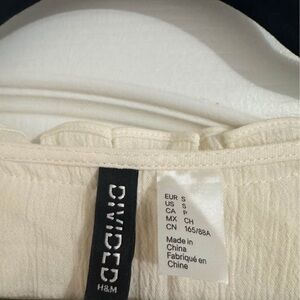 DIVIDED
H&M
EUR S
US S
CA P
MX CH
CN 165/88A
Made in
China
Fabriqué en
Chine